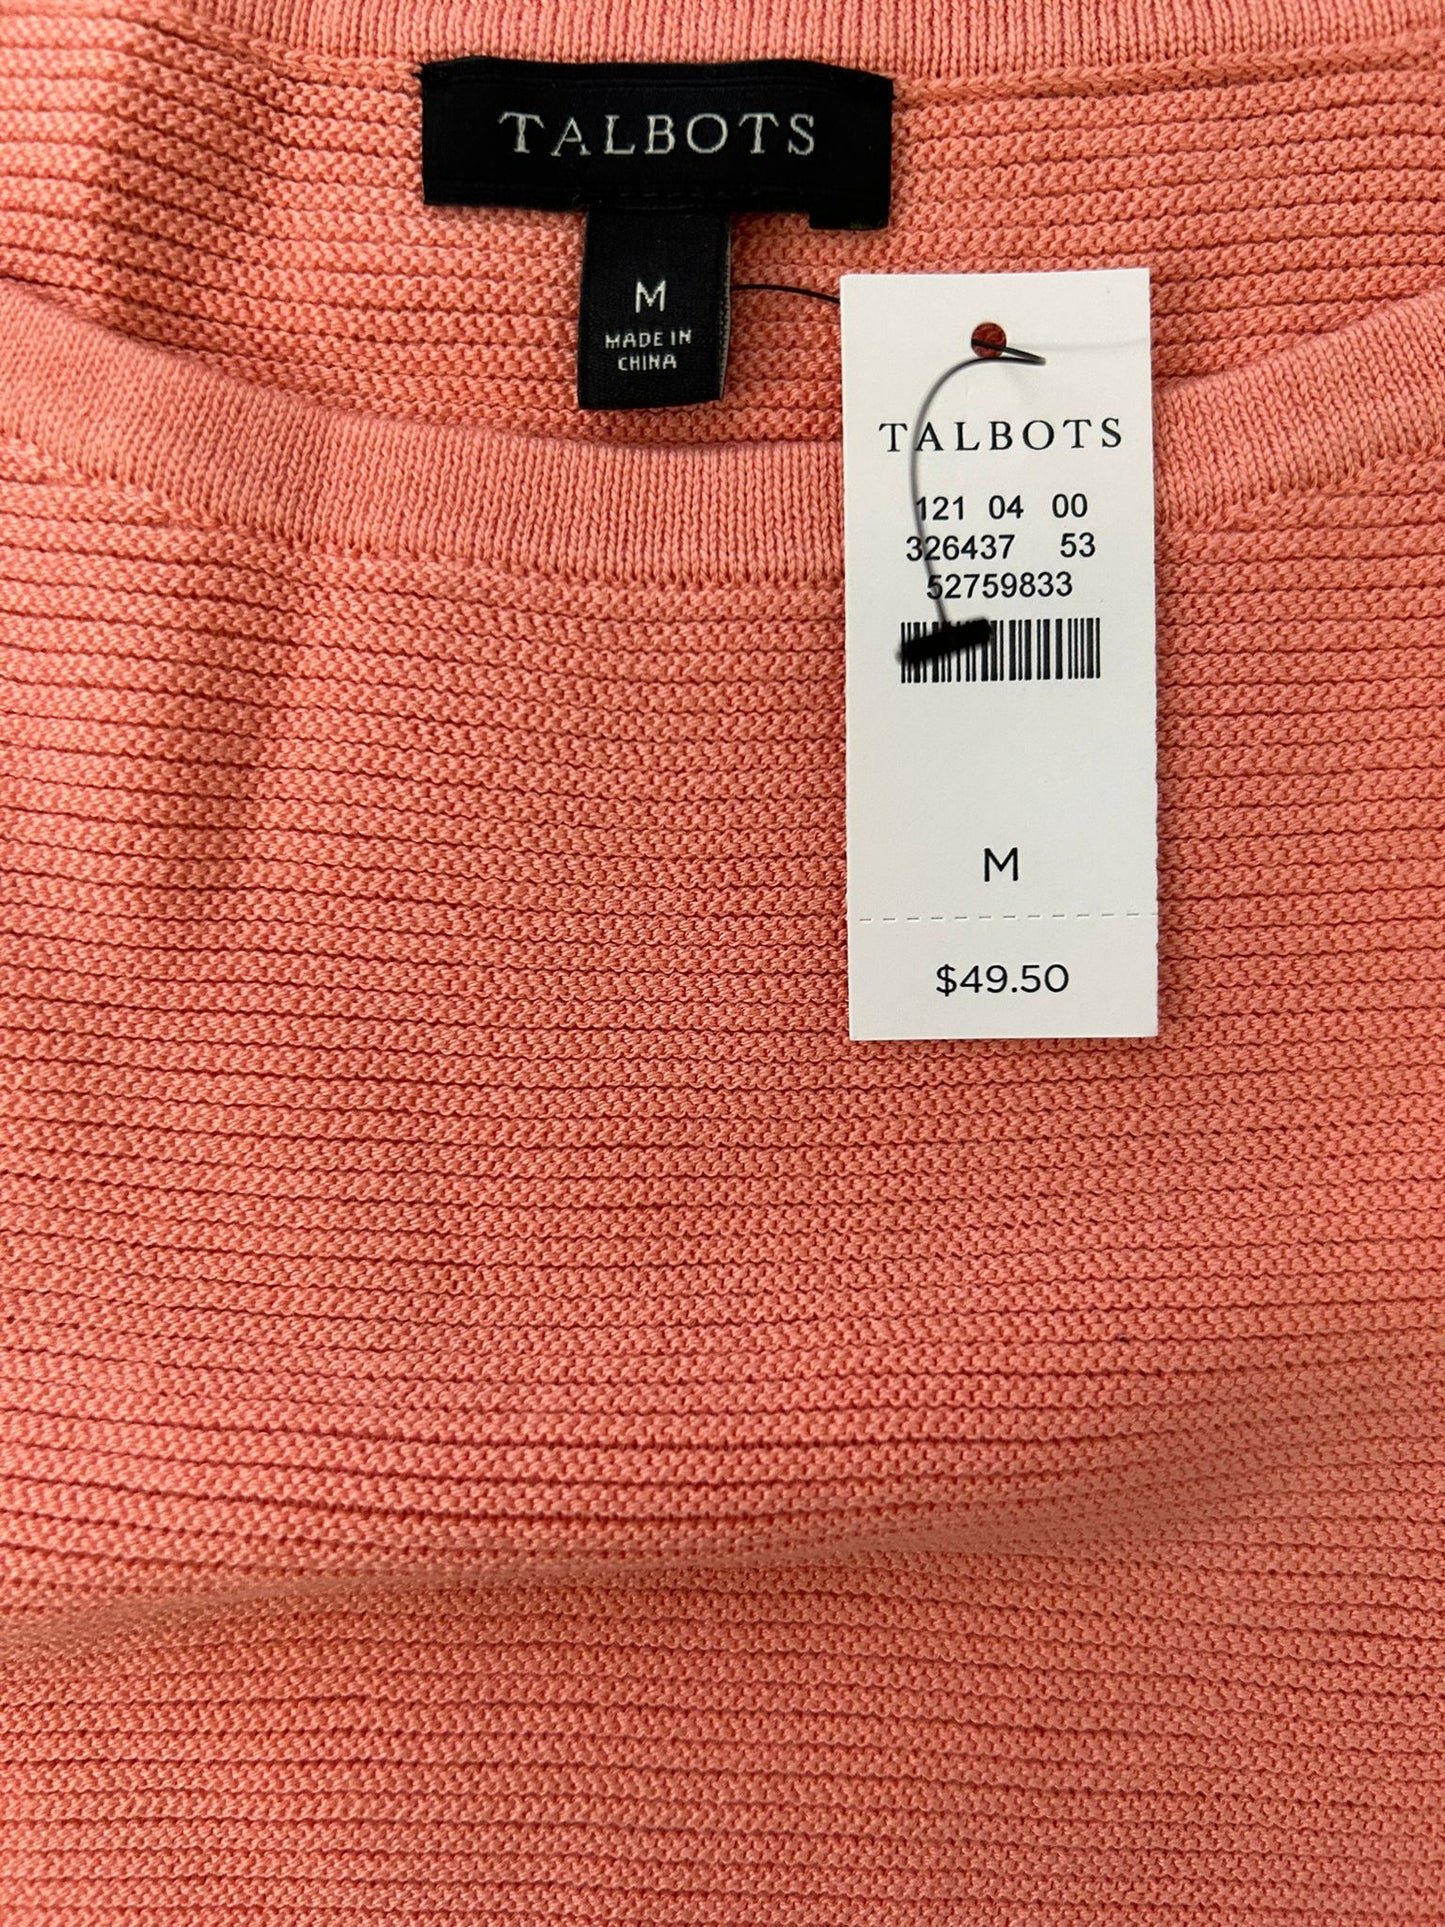 TALBOTS
M
MADE IN
CHINA
TALBOTS
121 04 00
326437 53
52759833
M
$49.50